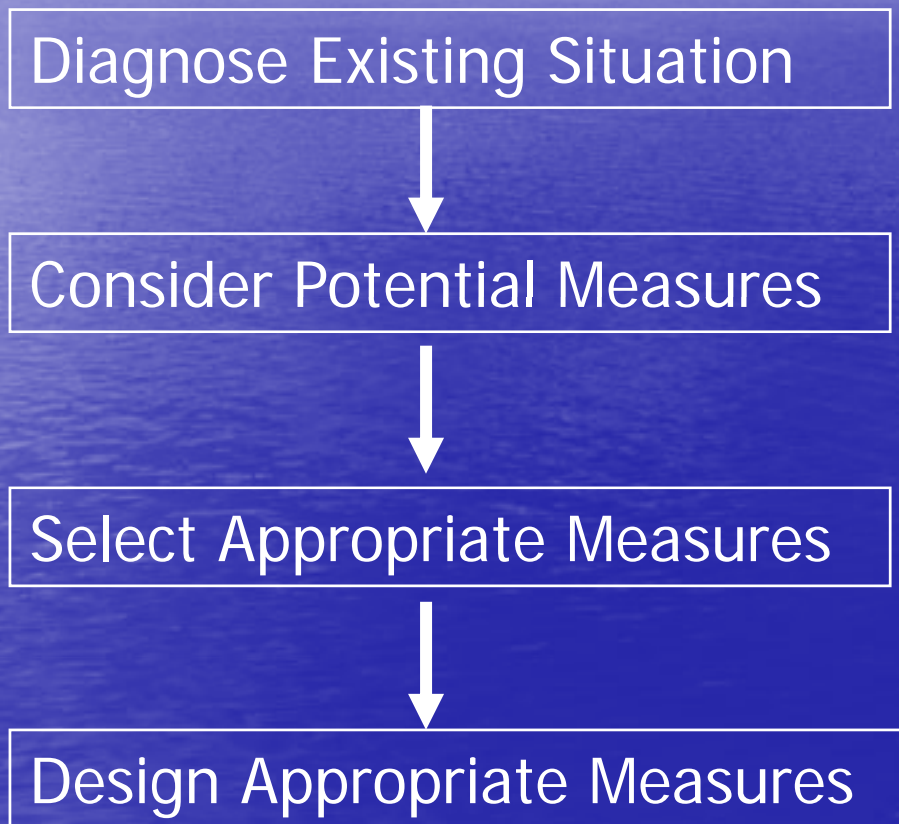 Diagnose Existing Situation
Consider Potential Measures
Select Appropriate Measures
Design Appropriate Measures